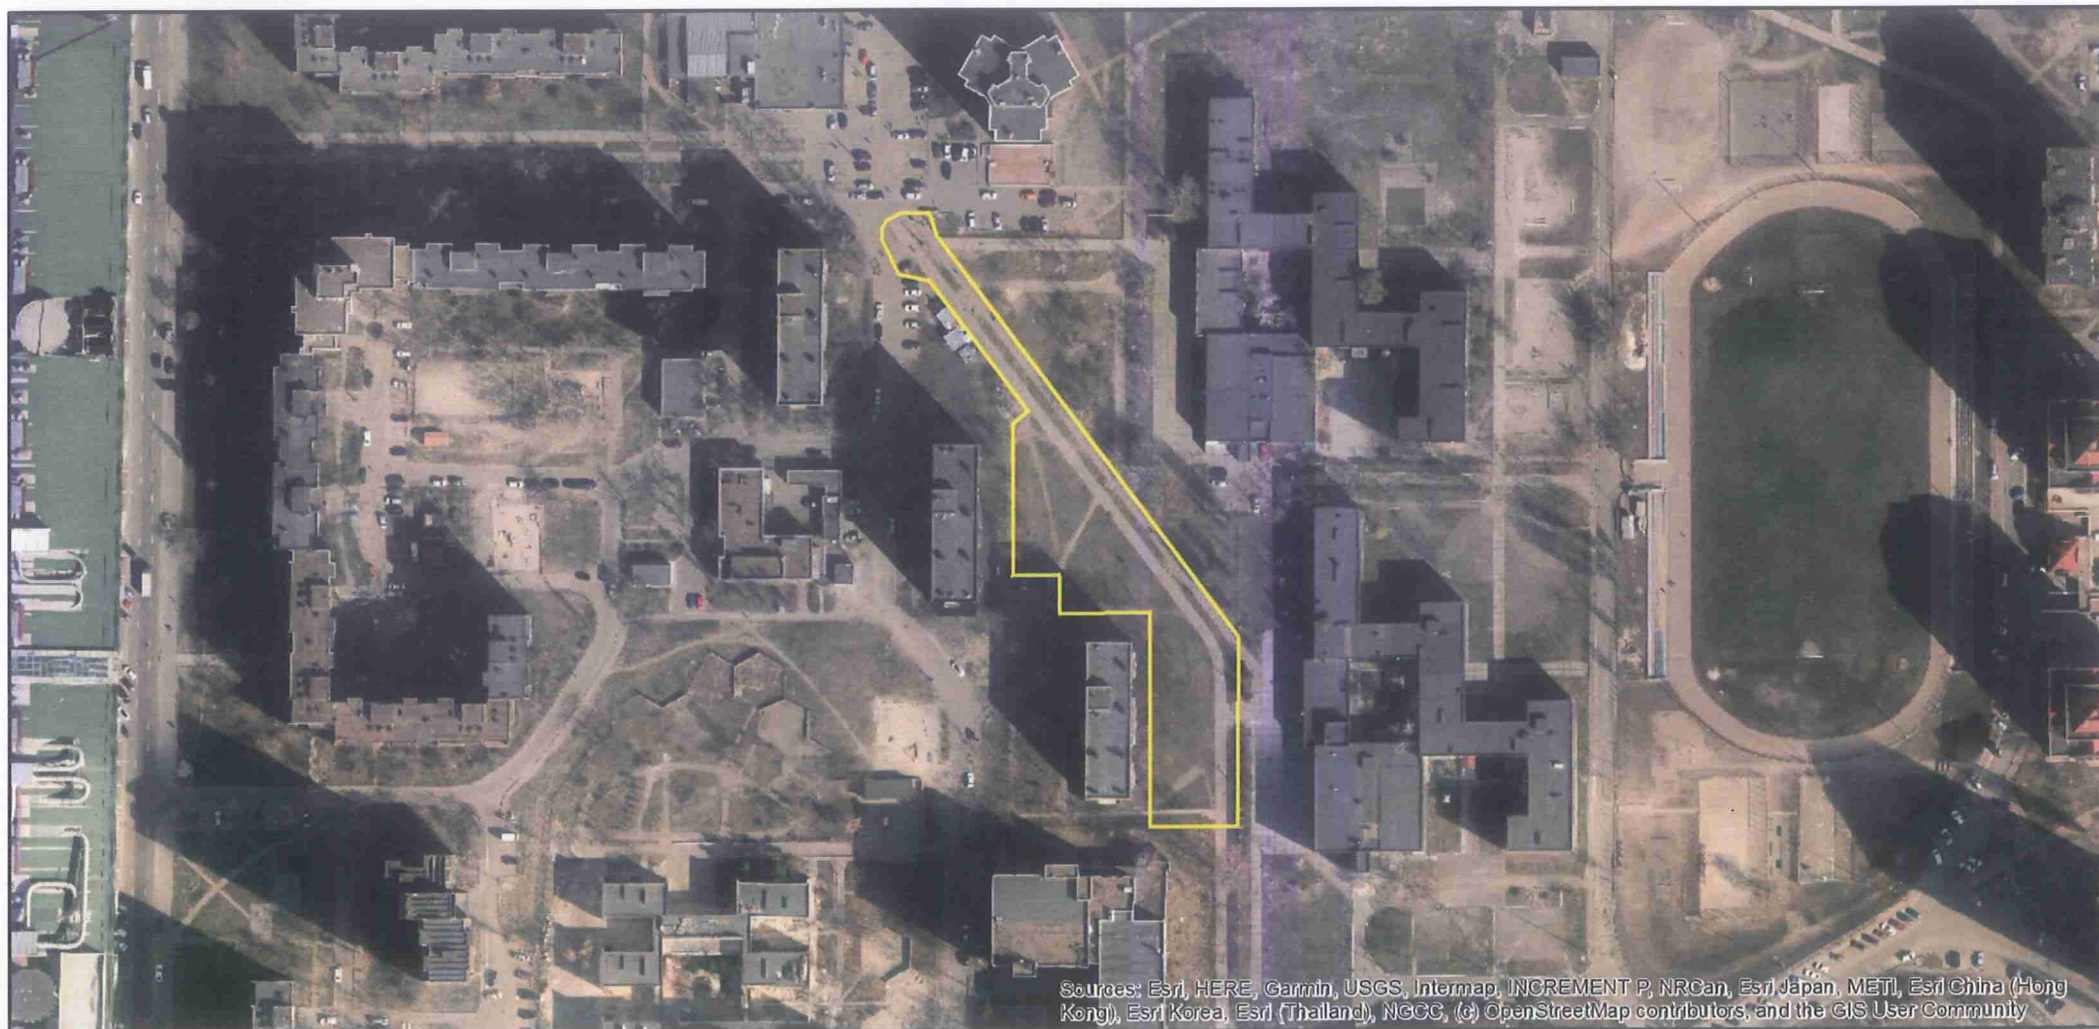 Sources: Esri, HERE, Garmin, USGS, Intermap, INCREMENT P, NRCan, Esri Japan, METI, Esri China (Hong
Kong), Esri Korea, Esri (Thailand), NGCC, (c) OpenStreetMap contributors, and the GIS User Community